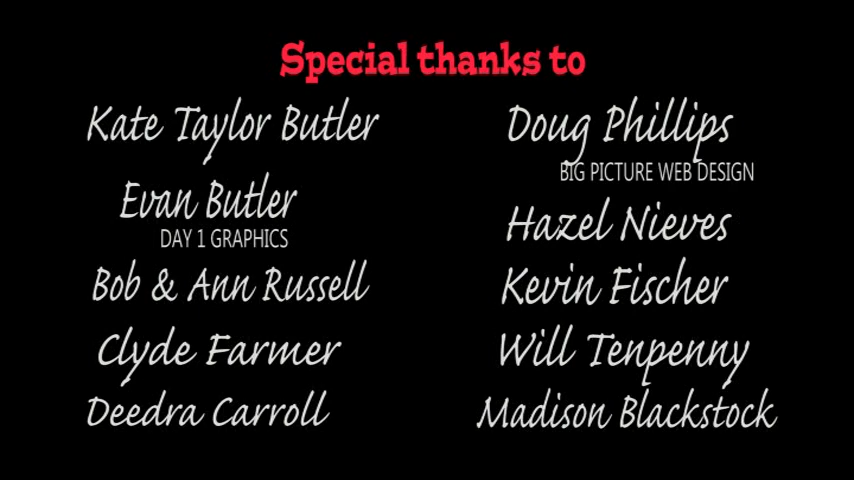 Special thanks to
Kate Taylor Butler
Evan Butler
DAY 1 GRAPHICS
Bob & Ann Russell
Clyde Farmer
Deedra Carroll
Doug Phillips
BIG PICTURE WEB DESIGN
Hazel Nieves
Kevin Fischer
Will Tenpenny
Madison Blackstock